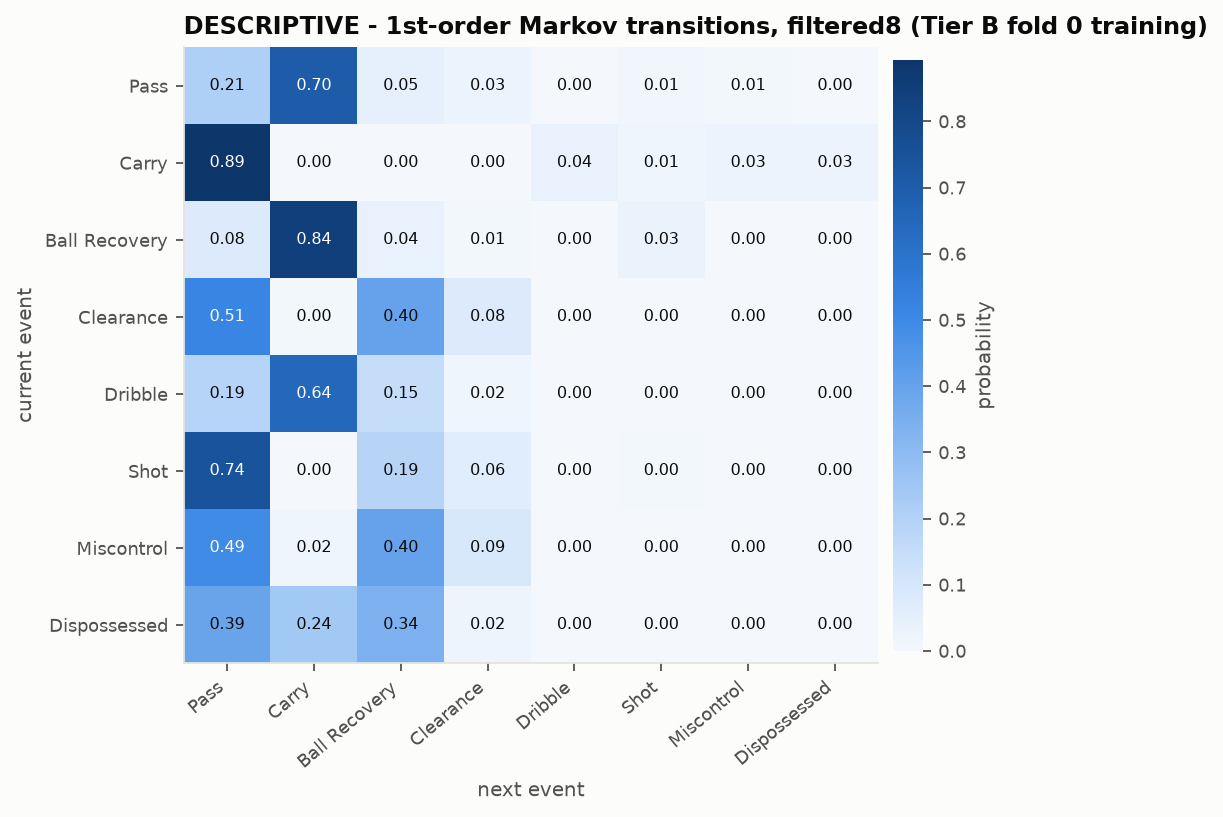 DESCRIPTIVE - 1st-order Markov transitions, filtered8 (Tier B fold 0 training)
Pass 0.21 0.70 0.05 0.03 0.00 0.01 0.01 0.00
Carry 0.89 0.00 0.00 0.00 0.04 0.01 0.03 0.03
Ball Recovery 0.08 0.84 0.04 0.01 0.00 0.03 0.00 0.00
Clearance 0.51 0.00 0.40 0.08 0.00 0.00 0.00 0.00
Dribble 0.19 0.64 0.15 0.02 0.00 0.00 0.00 0.00
Shot 0.74 0.00 0.19 0.06 0.00 0.00 0.00 0.00
Miscontrol 0.49 0.02 0.40 0.09 0.00 0.00 0.00 0.00
Dispossessed 0.39 0.24 0.34 0.02 0.00 0.00 0.00 0.00
current event
Pass
Carry
Ball Recovery
Clearance
Dribble
Shot
Miscontrol
Dispossessed
next event
0.8
0.7
0.6
0.5
0.4
0.3
0.2
0.1
0.0
probability